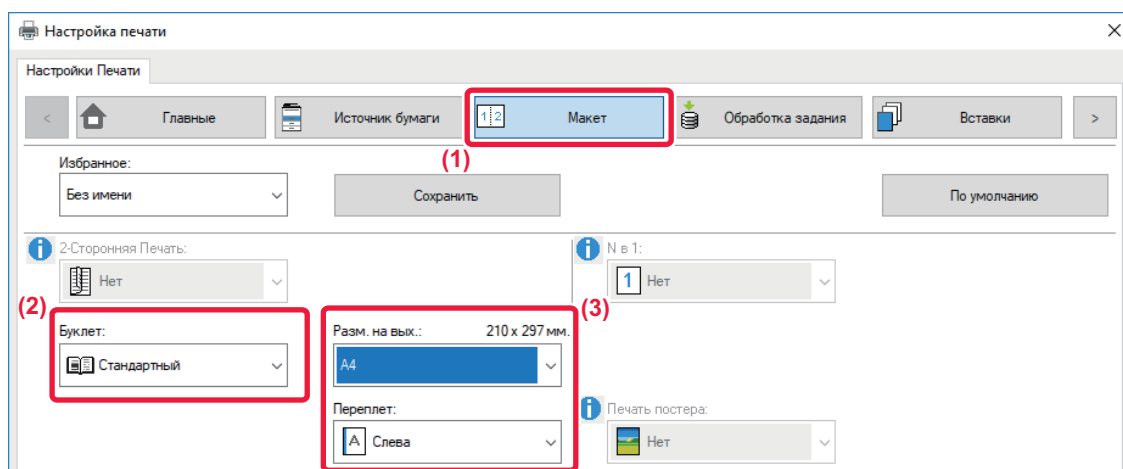 Настройка печати
Настройки Печати
< Главные Источник бумаги 1 2 Макет Обработка задания Вставки >
(1)
Избранное:
Без имени Сохранить По умолчанию
2-Сторонняя Печать: N в 1:
Нет 1 Нет
(2) (3)
Буклет: Разм. на вых.: 210 x 297 мм.
Стандартный A4
Переплет: Печать постера:
A Слева Нет